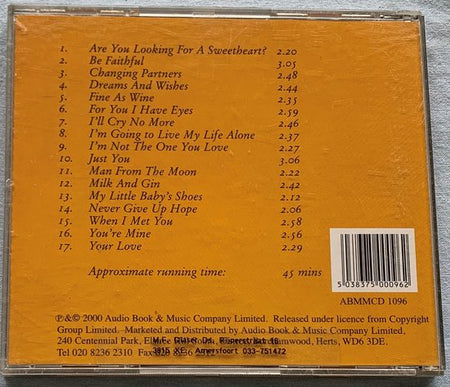 1. Are You Looking For A Sweetheart? 2.20
2. Be Faithful 3.05
3. Changing Partners 2.48
4. Dreams And Wishes 2.44
5. Fine As Wine 2.35
6. For You I Have Eyes 2.59
7. I'll Cry No More 2.46
8. I'm Going to Live My Life Alone 2.37
9. I'm Not The One You Love 2.27
10. Just You 3.06
11. Man From The Moon 2.22
12. Milk And Gin 2.42
13. My Little Baby's Shoes 2.12
14. Never Give Up Hope 2.06
15. When I Met You 2.58
16. You're Mine 2.56
17. Your Love 2.29
Approximate running time: 45 mins
5 038375 000962
ABMMCD 1096
℗&© 2000 Audio Book & Music Company Limited. Released under licence from Copyright
Group Limited. Marketed and Distributed by Audio Book & Music Company Limited,
240 Centennial Park, Herts, WD6 3DE.
Tel 020 8236 2310
Amersfoort 033-751472